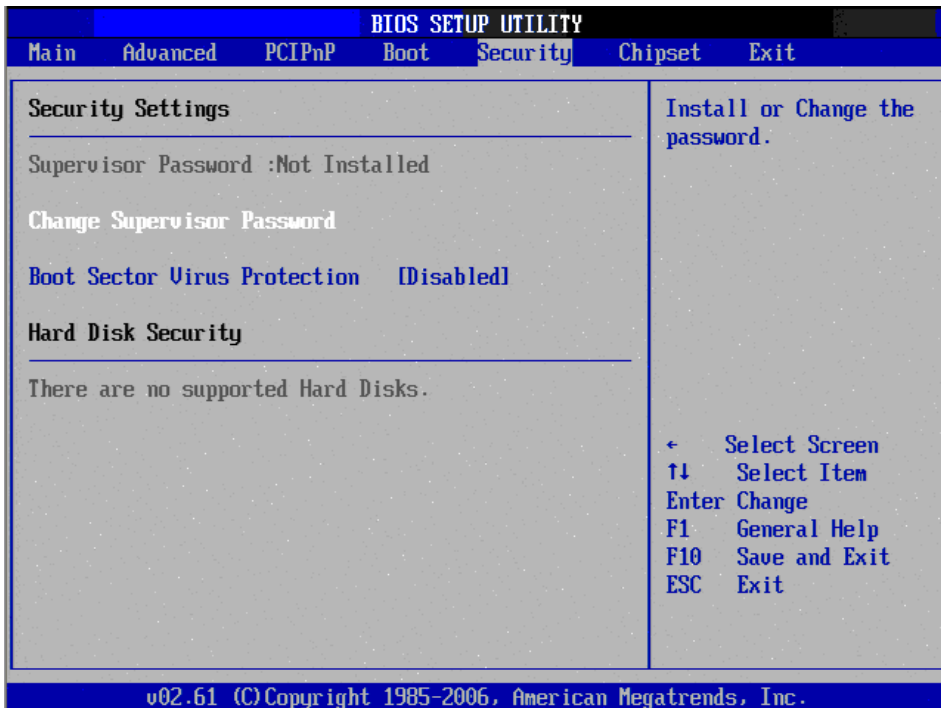 BIOS SETUP UTILITY
Main Advanced PCIPnP Boot Security Chipset Exit
Security Settings
Supervisor Password :Not Installed
Change Supervisor Password
Boot Sector Virus Protection [Disabled]
Hard Disk Security
There are no supported Hard Disks.
Install or Change the
password.
← Select Screen
↑↓ Select Item
Enter Change
F1 General Help
F10 Save and Exit
ESC Exit
v02.61 (C)Copyright 1985-2006, American Megatrends, Inc.